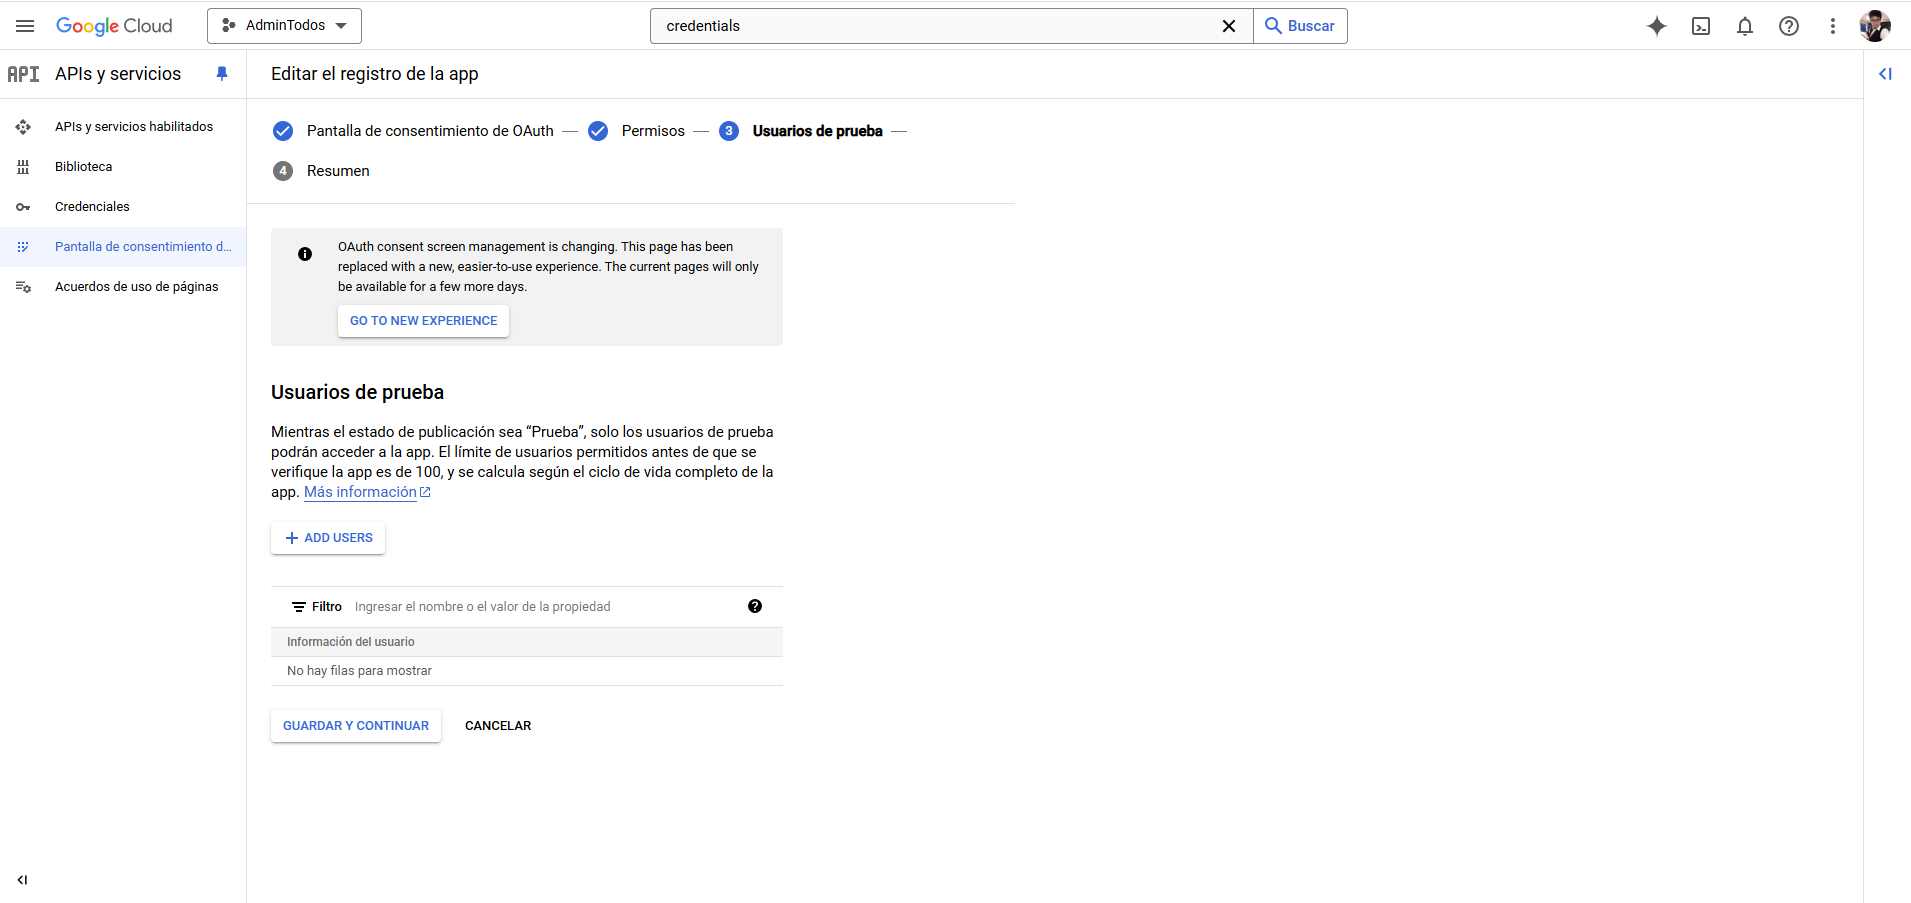 Google Cloud
AdminTodos
credentials
Buscar
API
APIs y servicios
Editar el registro de la app
APIs y servicios habilitados
Biblioteca
Credenciales
Pantalla de consentimiento d...
Acuerdos de uso de páginas
Pantalla de consentimiento de OAuth
Permisos
3
Usuarios de prueba
4
Resumen
OAuth consent screen management is changing. This page has been
replaced with a new, easier-to-use experience. The current pages will only
be available for a few more days.
GO TO NEW EXPERIENCE
Usuarios de prueba
Mientras el estado de publicación sea “Prueba”, solo los usuarios de prueba
podrán acceder a la app. El límite de usuarios permitidos antes de que se
verifique la app es de 100, y se calcula según el ciclo de vida completo de la
app. Más información
ADD USERS
Filtro Ingresar el nombre o el valor de la propiedad
Información del usuario
No hay filas para mostrar
GUARDAR Y CONTINUAR
CANCELAR